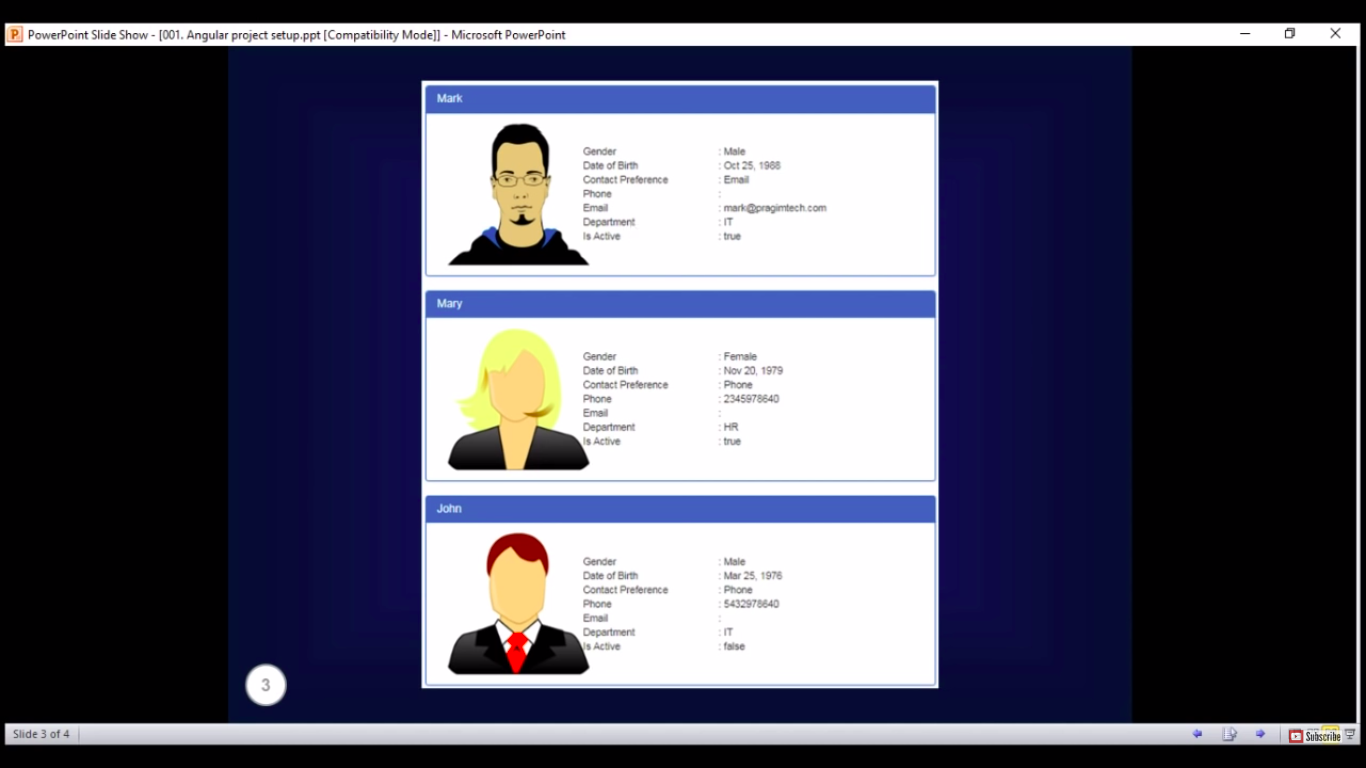 PowerPoint Slide Show - [001. Angular project setup.ppt [Compatibility Mode]] - Microsoft PowerPoint
Mark
Gender : Male
Date of Birth : Oct 25, 1988
Contact Preference : Email
Phone :
Email : mark@pragimtech.com
Department : IT
Is Active : true
Mary
Gender : Female
Date of Birth : Nov 20, 1979
Contact Preference : Phone
Phone : 2345978640
Email :
Department : HR
Is Active : true
John
Gender : Male
Date of Birth : Mar 25, 1976
Contact Preference : Phone
Phone : 5432978640
Email :
Department : IT
Is Active : false
3
Slide 3 of 4
Subscribe